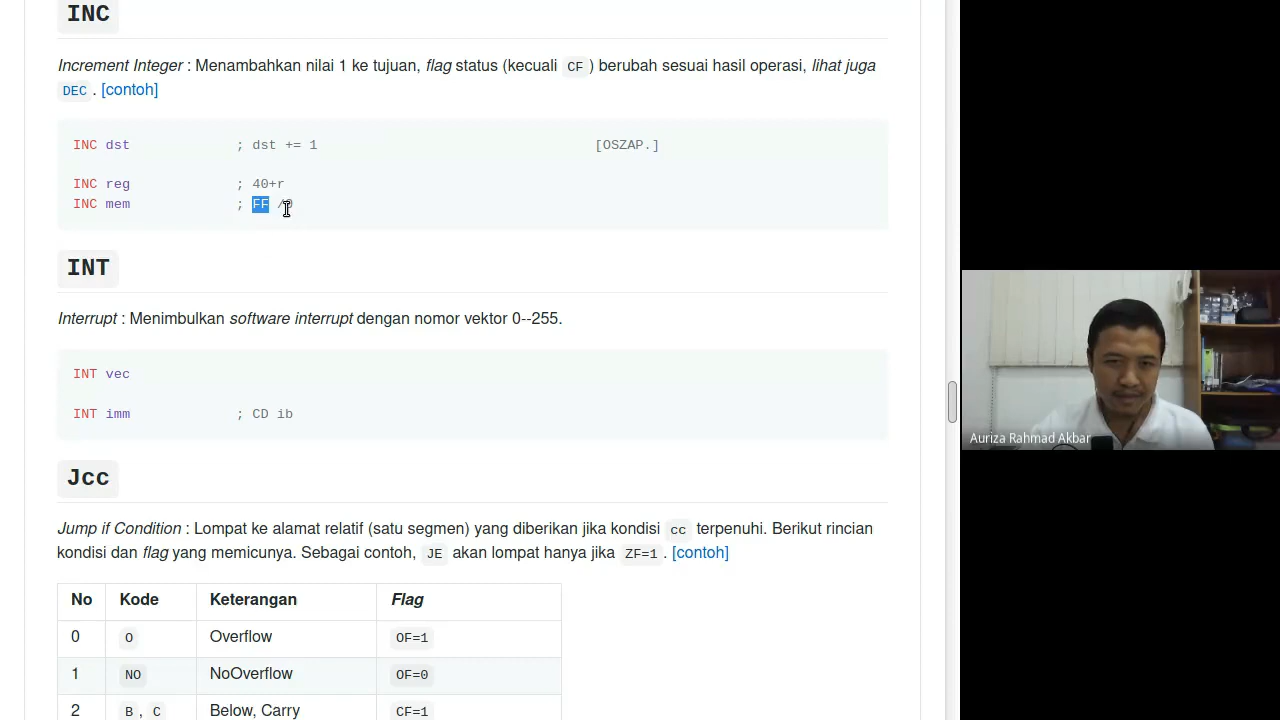 INC
Increment Integer : Menambahkan nilai 1 ke tujuan, flag status (kecuali CF ) berubah sesuai hasil operasi, lihat juga
DEC . [contoh]
INC dst ; dst += 1 [OSZAP.]
INC reg ; 40+r
INC mem ; FF /0
INT
Interrupt : Menimbulkan software interrupt dengan nomor vektor 0--255.
INT vec
INT imm ; CD ib
Jcc
Jump if Condition : Lompat ke alamat relatif (satu segmen) yang diberikan jika kondisi cc terpenuhi. Berikut rincian
kondisi dan flag yang memicunya. Sebagai contoh, JE akan lompat hanya jika ZF=1 . [contoh]
No Kode Keterangan Flag
0 O Overflow OF=1
1 NO NoOverflow OF=0
2 B , C Below, Carry CF=1
Auriza Rahmad Akbar